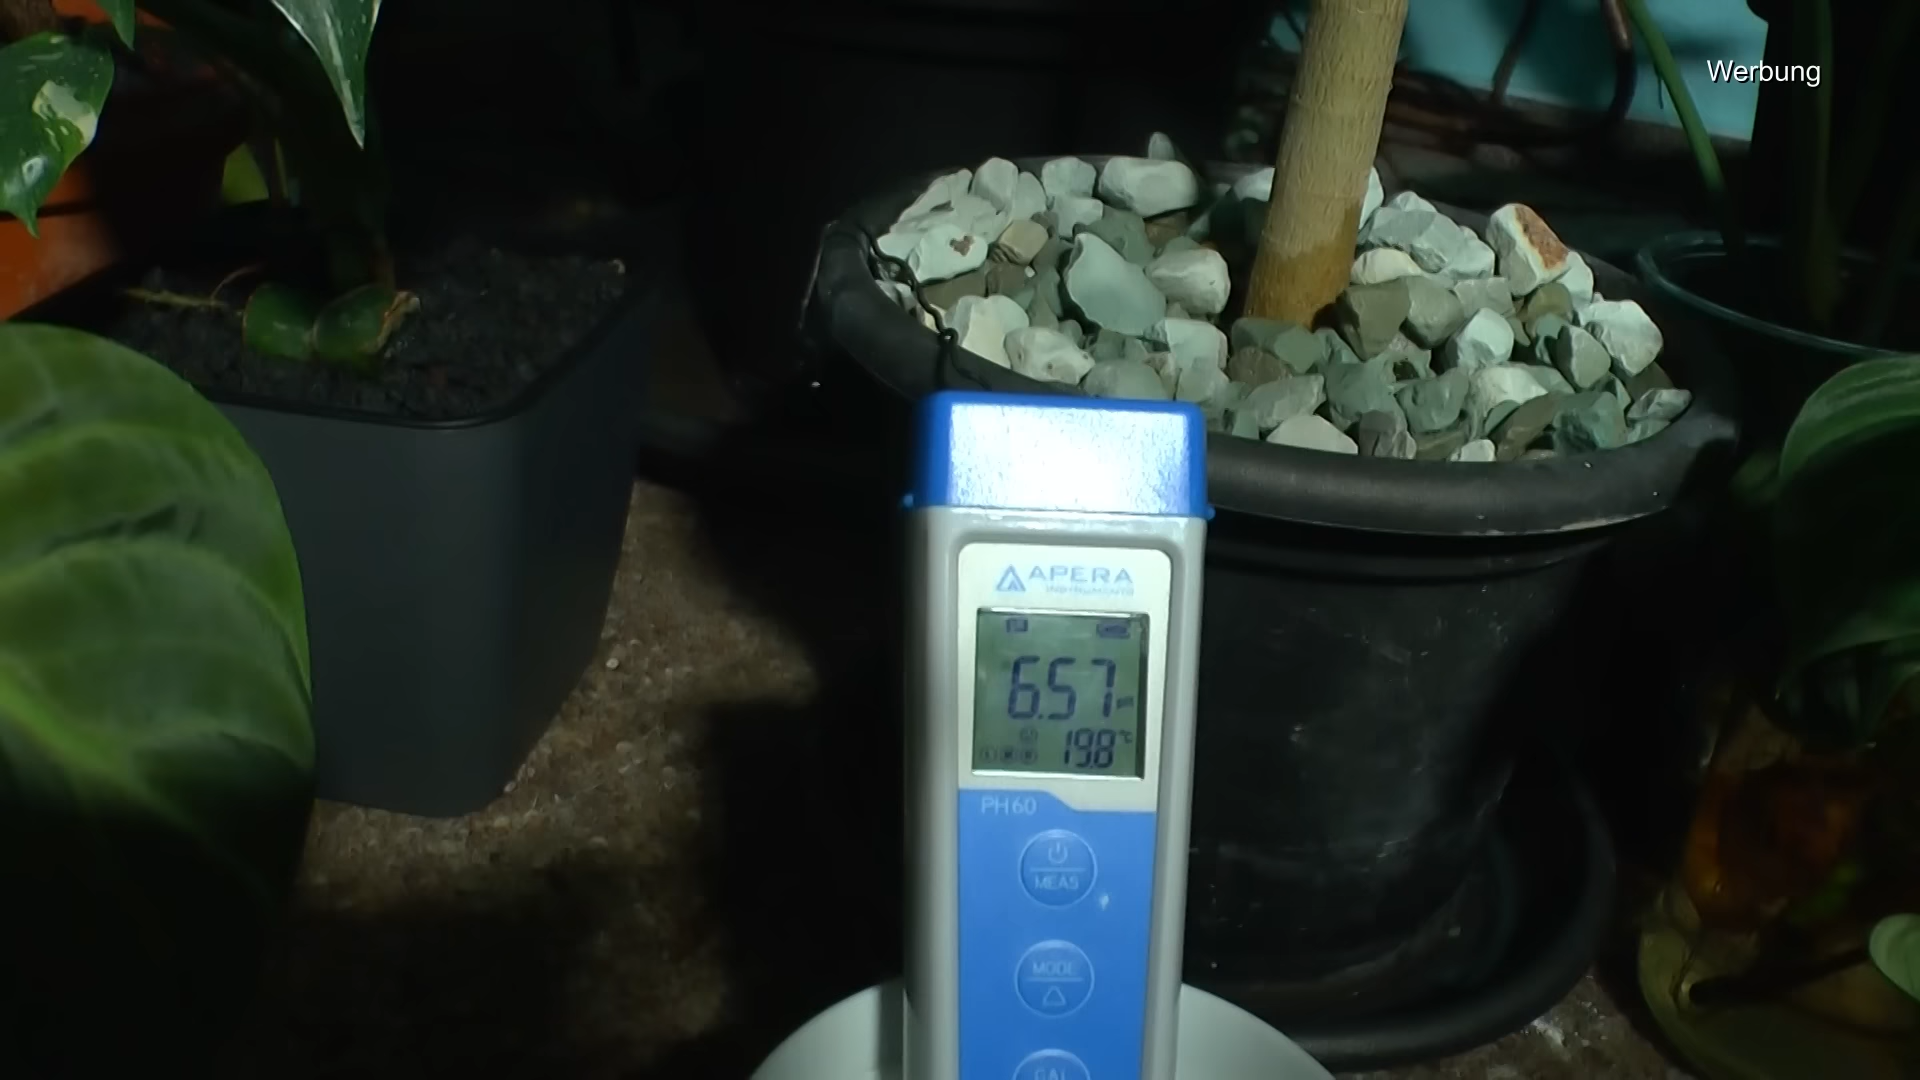 Werbung
APERA
INSTRUMENTS
6.57 pH
19.8 °C
PH60
MEAS
MODE
CAL